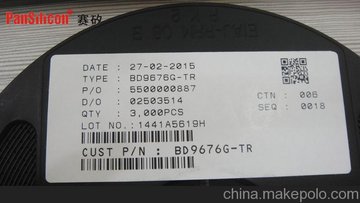 PanSilicon® 赛矽
DATE : 27-02-2015
TYPE : BD9676G-TR
P/O : 5500000887
D/O : 02503514
QTY : 3,000PCS
LOT NO.:1441A5619H
CTN : 006
SEQ : 0018
CUST P/N : BD9676G-TR
china.makepolo.com